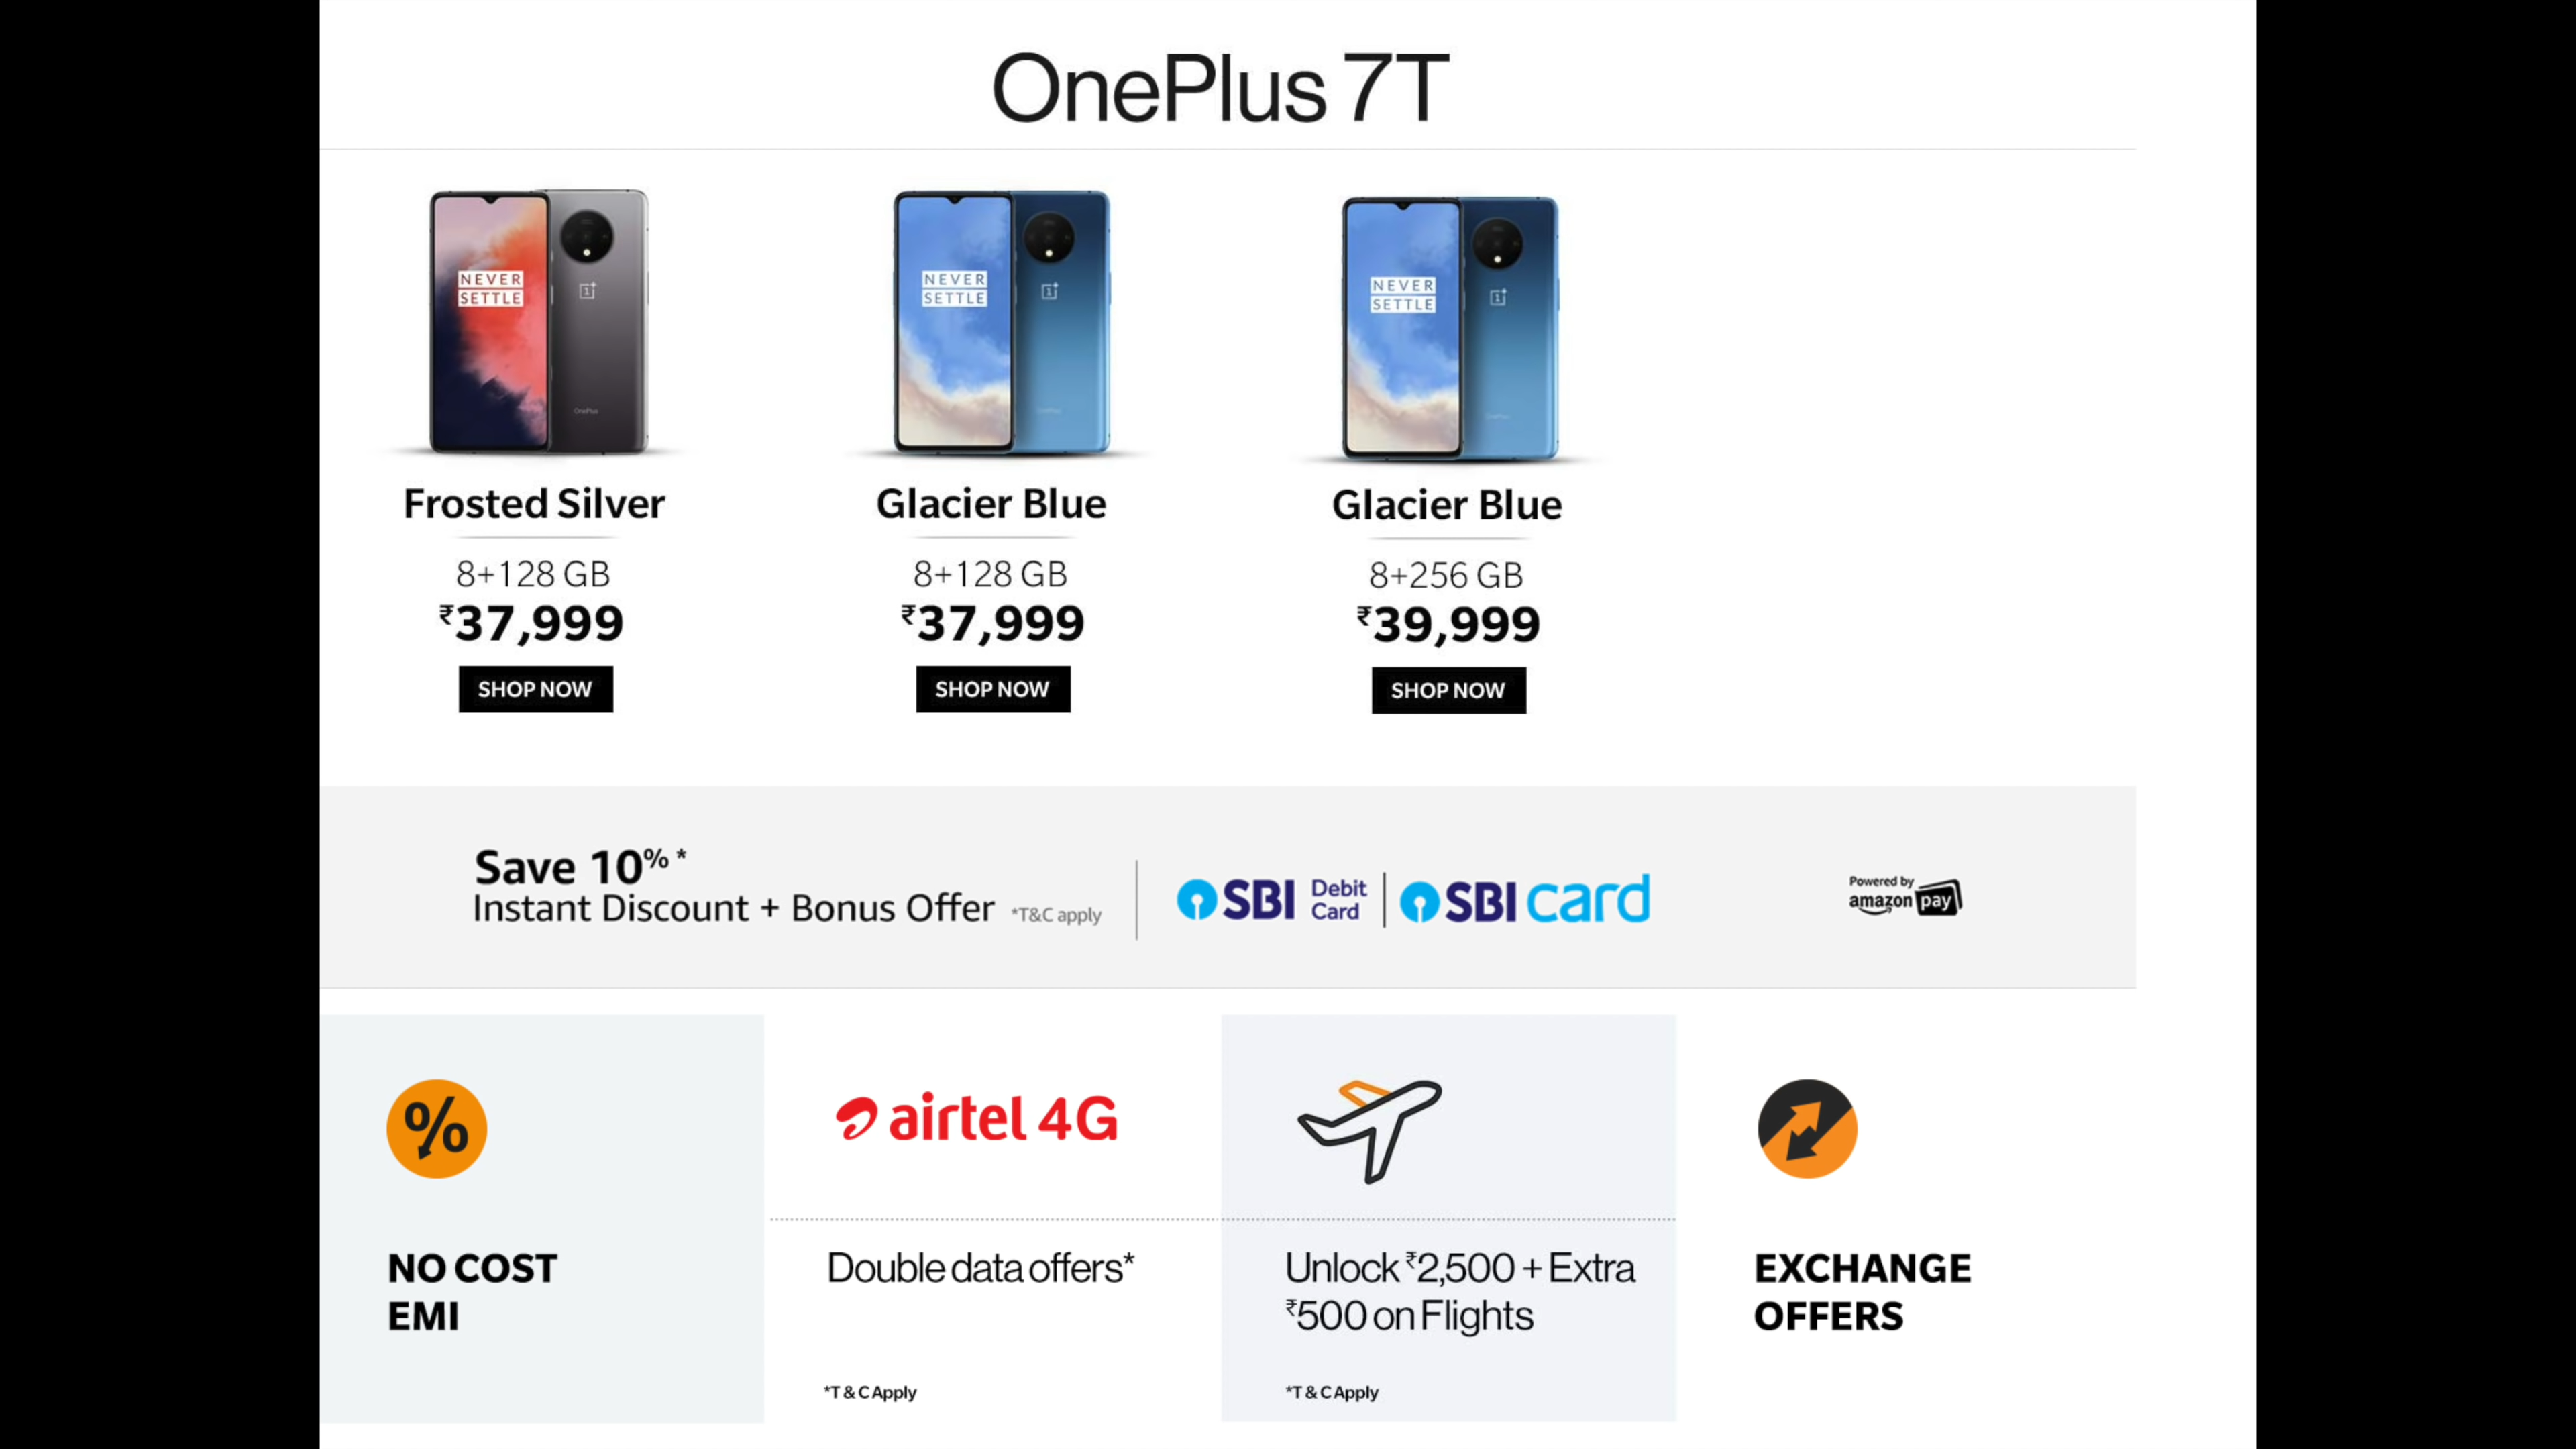 OnePlus 7T
NEVER
SETTLE
OnePlus
Frosted Silver
8+128 GB
₹37,999
SHOP NOW
NEVER
SETTLE
OnePlus
Glacier Blue
8+128 GB
₹37,999
SHOP NOW
NEVER
SETTLE
OnePlus
Glacier Blue
8+256 GB
₹39,999
SHOP NOW
Save 10%*
Instant Discount + Bonus Offer *T&C apply
SBI Debit
Card
SBI card
Powered by
amazon pay
%
NO COST
EMI
airtel 4G
Double data offers*
*T & C Apply
Unlock ₹2,500 + Extra
₹500 on Flights
*T & C Apply
EXCHANGE
OFFERS